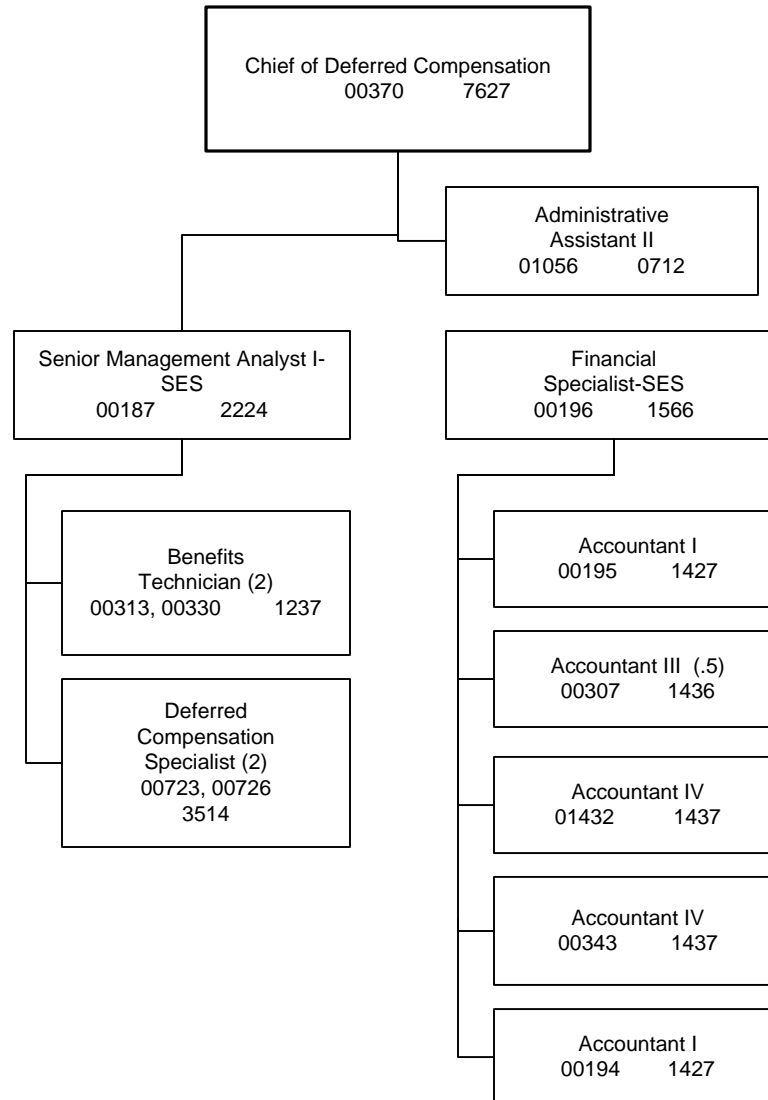 Chief of Deferred Compensation
00370 7627
Administrative
Assistant II
01056 0712
Senior Management Analyst I-
SES
00187 2224
Financial
Specialist-SES
00196 1566
Benefits
Technician (2)
00313, 00330 1237
Deferred
Compensation
Specialist (2)
00723, 00726
3514
Accountant I
00195 1427
Accountant III (.5)
00307 1436
Accountant IV
01432 1437
Accountant IV
00343 1437
Accountant I
00194 1427